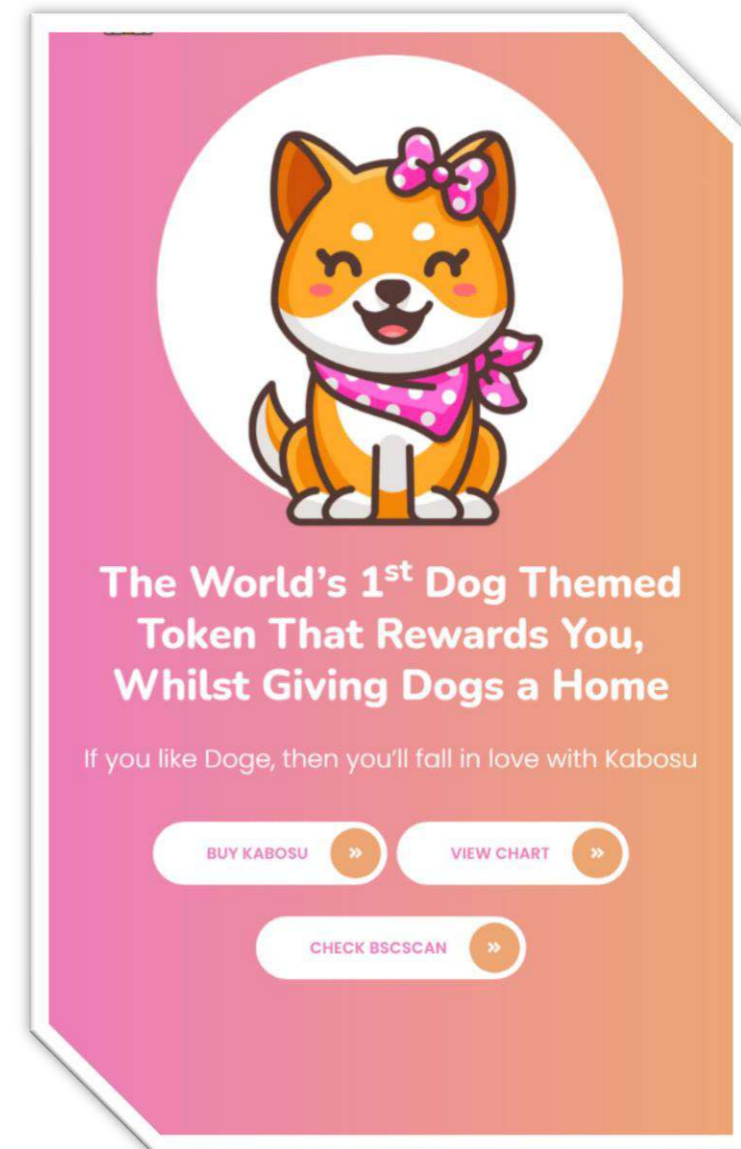 The World's 1st Dog Themed
Token That Rewards You,
Whilst Giving Dogs a Home
If you like Doge, then you'll fall in love with Kabosu
BUY KABOSU »
VIEW CHART »
CHECK BSCSCAN »